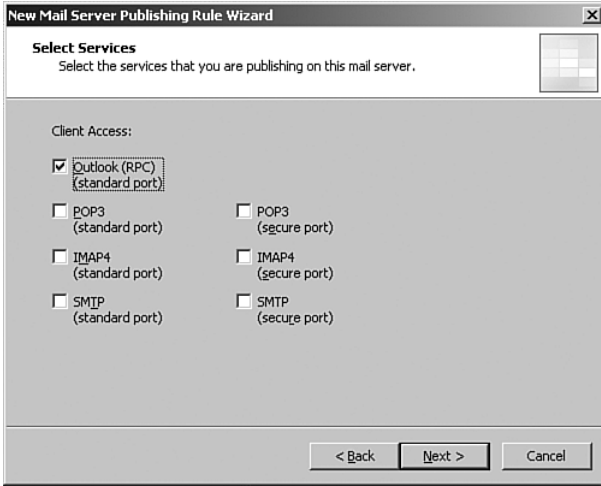 New Mail Server Publishing Rule Wizard
Select Services
Select the services that you are publishing on this mail server.
Client Access:
Outlook (RPC)
(standard port)
POP3
(standard port)
POP3
(secure port)
IMAP4
(standard port)
IMAP4
(secure port)
SMTP
(standard port)
SMTP
(secure port)
< Back
Next >
Cancel